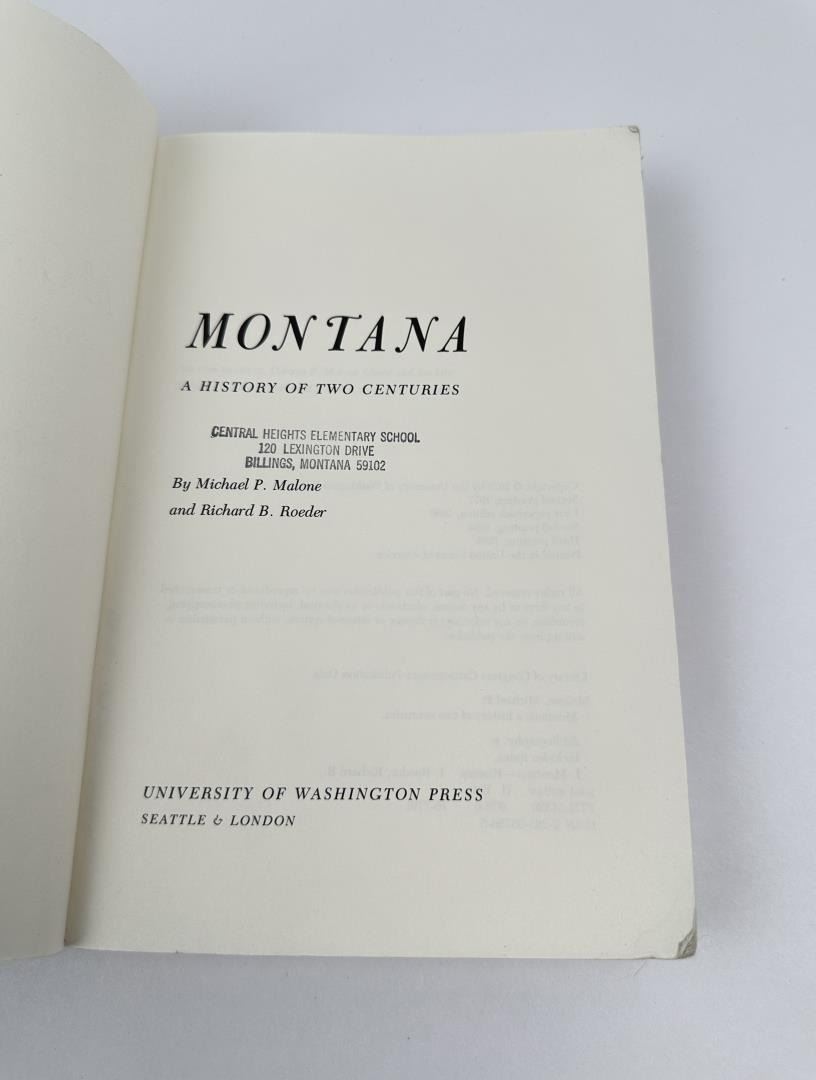 MONTANA
A HISTORY OF TWO CENTURIES
CENTRAL HEIGHTS ELEMENTARY SCHOOL
120 LEXINGTON DRIVE
BILLINGS, MONTANA 59102
By Michael P. Malone
and Richard B. Roeder
UNIVERSITY OF WASHINGTON PRESS
SEATTLE & LONDON